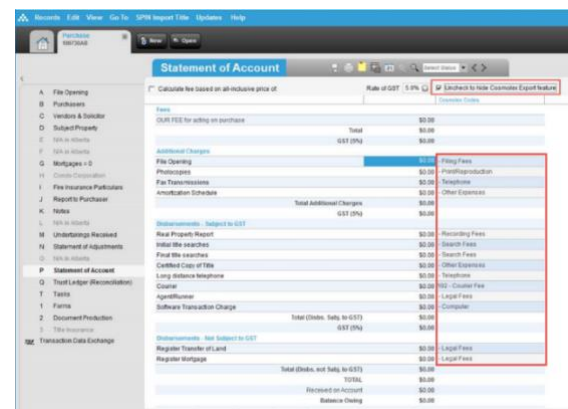 Records Edit View Go To SPIN Import Title Updates Help
Purchase
New Open
Statement of Account
Select Status
Calculate fee based on all-inclusive price of:
Rate of GST 5.0%
Uncheck to hide Cosmolex Export feature
Cosmolex Codes
A File Opening
B Purchasers
C Vendors & Solicitor
D Subject Property
E N/A in Alberta
F N/A in Alberta
G Mortgages = 0
H Condo Corporation
I Fire Insurance Particulars
J Report to Purchaser
K Notes
L N/A in Alberta
M Undertakings Received
N Statement of Adjustments
O N/A in Alberta
P Statement of Account
Q Trust Ledger (Reconciliation)
T Tasks
1 Forms
2 Document Production
3 Title Insurance
Transaction Data Exchange
Fees
OUR FEE for acting on purchase $0.00
Total $0.00
GST (5%) $0.00
Additional Charges
File Opening $0.00 - Filing Fees
Photocopies $0.00 - Print/Reproduction
Fax Transmissions $0.00 - Telephone
Amortization Schedule $0.00 - Other Expenses
Total Additional Charges $0.00
GST (5%) $0.00
Disbursements - Subject to GST
Real Property Report $0.00 - Recording Fees
Initial title searches $0.00 - Search Fees
Final title searches $0.00 - Search Fees
Certified Copy of Title $0.00 - Other Expenses
Long distance telephone $0.00 - Telephone
Courier $0.00 - Courier Fee
Agent/Runner $0.00 - Legal Fees
Software Transaction Charge $0.00 - Computer
Total (Disbs. Subj. to GST) $0.00
GST (5%) $0.00
Disbursements - Not Subject to GST
Register Transfer of Land $0.00 - Legal Fees
Register Mortgage $0.00 - Legal Fees
Total (Disbs. not Subj. to GST) $0.00
TOTAL $0.00
Received on Account $0.00
Balance Owing $0.00